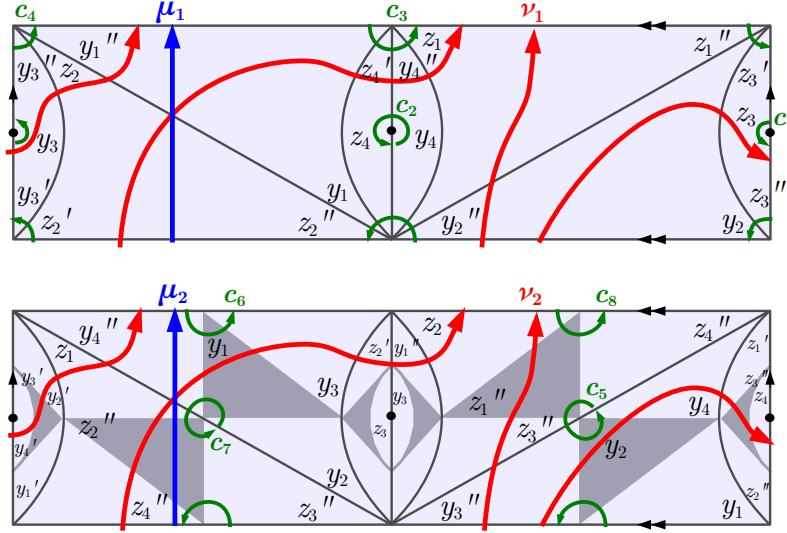 c₄ μ₁ c₃ ν₁
y₁″ z₁ z₁″
y₃″ z₂ z₄′ y₄″ z₃′
c₂ z₃ c
y₃ z₄ y₄
y₃′ y₁ z₃″
z₂′ z₂″ y₂″ y₂
μ₂ c₆ ν₂ c₈
y₄″ z₂ z₄″
z₁ y₁ z₂′ y₁″ z₁′
y₃′ y₂′ y₃ y₃ z₁″ c₅ y₄ z₃″ z₄
z₂″ z₃ z₃″
y₄′ c₇ y₂
y₁′ y₂ z₂″
z₄″ z₃″ y₃″ y₁